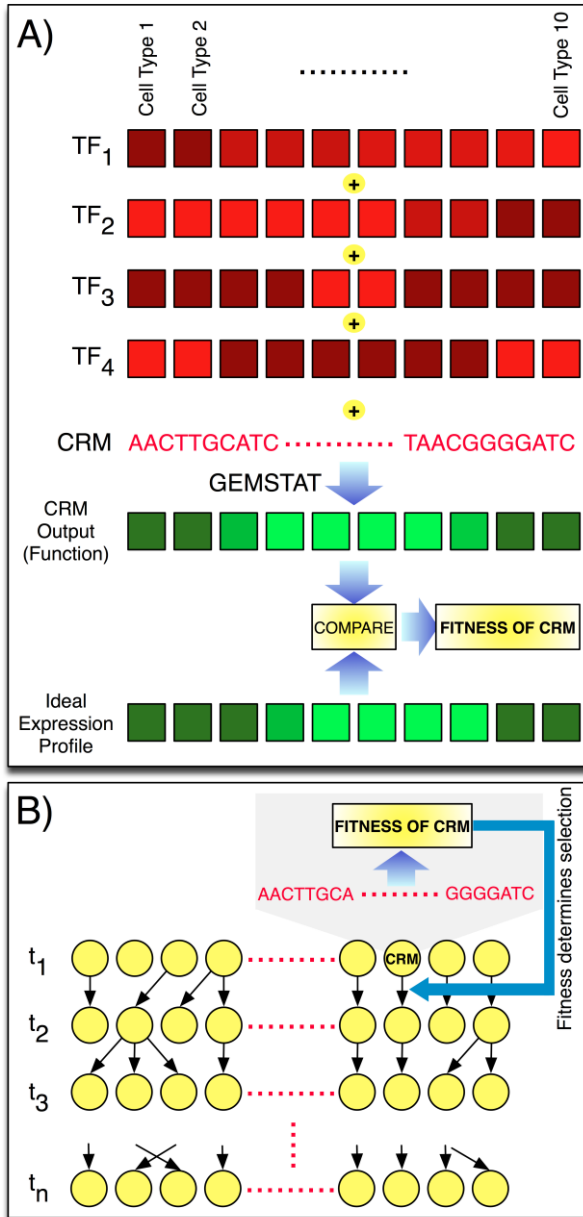 A)
Cell Type 1
Cell Type 2
Cell Type 10
TF1
+
TF2
+
TF3
+
TF4
+
CRM AACTTGCATC TAACGGGGATC
GEMSTAT
CRM
Output
(Function)
COMPARE FITNESS OF CRM
Ideal
Expression
Profile
B)
FITNESS OF CRM
AACTTGCA GGGGATC
Fitness determines selection
t1 CRM
t2
t3
tn